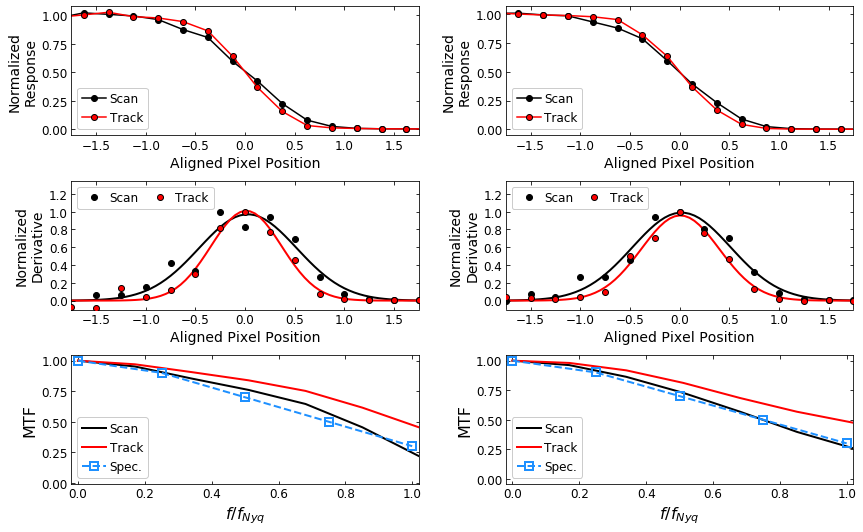 Normalized
Response
1.00
0.75
0.50
0.25
0.00
Scan
Track
−1.5 −1.0 −0.5 0.0 0.5 1.0 1.5
Aligned Pixel Position
Normalized
Response
1.00
0.75
0.50
0.25
0.00
Scan
Track
−1.5 −1.0 −0.5 0.0 0.5 1.0 1.5
Aligned Pixel Position
Normalized
Derivative
1.2
1.0
0.8
0.6
0.4
0.2
0.0
Scan Track
−1.5 −1.0 −0.5 0.0 0.5 1.0 1.5
Aligned Pixel Position
Normalized
Derivative
1.2
1.0
0.8
0.6
0.4
0.2
0.0
Scan Track
−1.5 −1.0 −0.5 0.0 0.5 1.0 1.5
Aligned Pixel Position
MTF
1.00
0.75
0.50
0.25
0.00
Scan
Track
Spec.
0.0 0.2 0.4 0.6 0.8 1.0
f/f_Nyq
MTF
1.00
0.75
0.50
0.25
0.00
Scan
Track
Spec.
0.0 0.2 0.4 0.6 0.8 1.0
f/f_Nyq